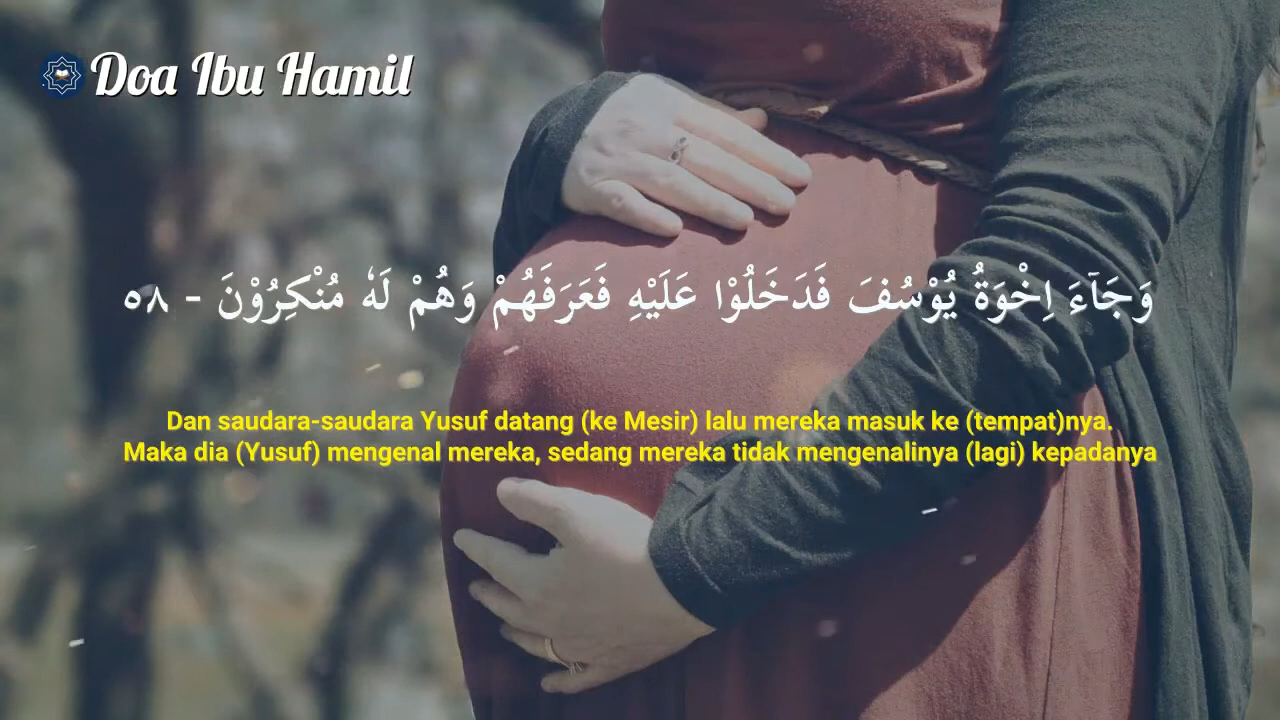 Doa Ibu Hamil
وَجَاۤءَ اِخْوَةُ يُوْسُفَ فَدَخَلُوْا عَلَيْهِ فَعَرَفَهُمْ وَهُمْ لَهٗ مُنْكِرُوْنَ - ٥٨
Dan saudara-saudara Yusuf datang (ke Mesir) lalu mereka masuk ke (tempat)nya.
Maka dia (Yusuf) mengenal mereka, sedang mereka tidak mengenalinya (lagi) kepadanya